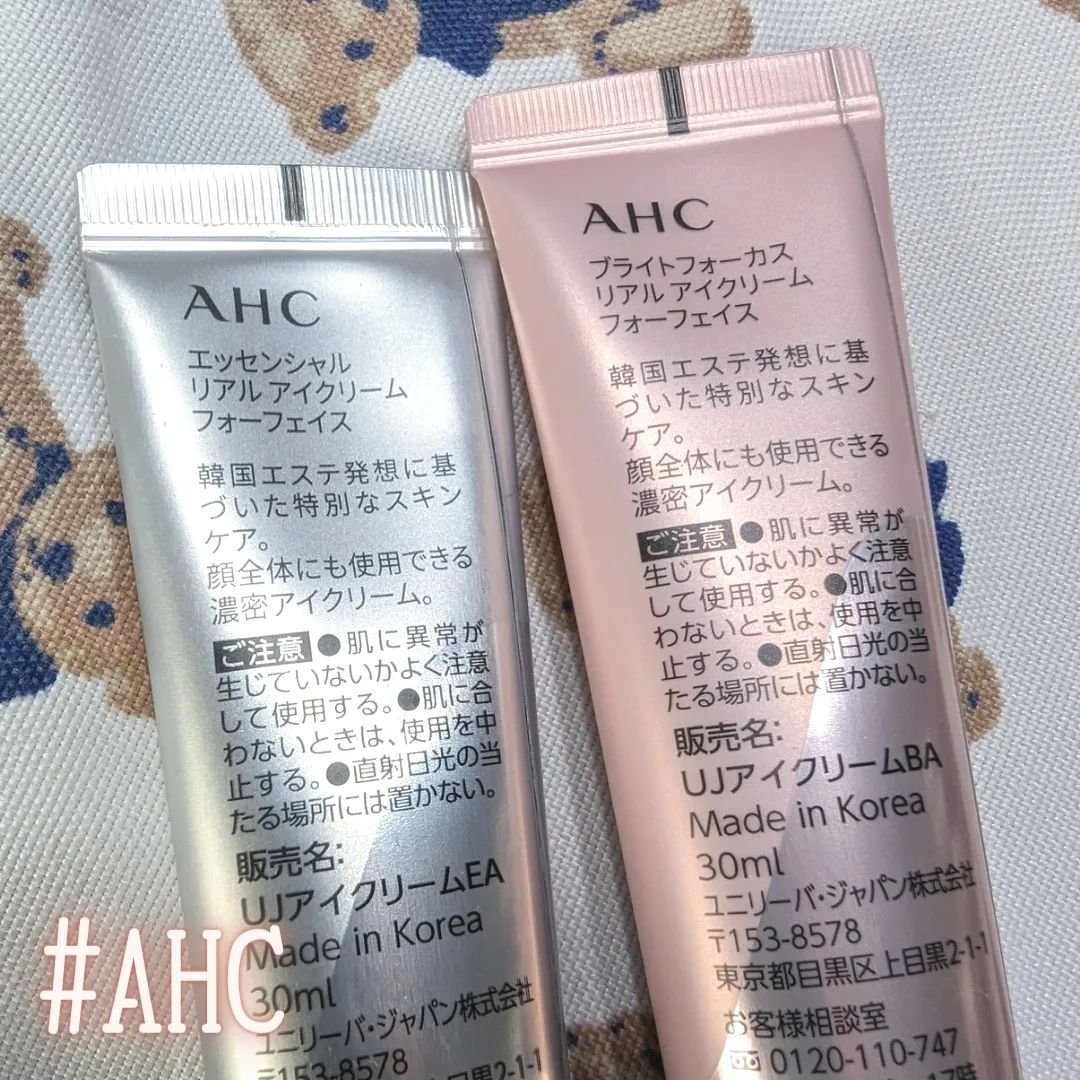 AHC
エッセンシャル
リアル アイクリーム
フォーフェイス
韓国エステ発想に基
づいた特別なスキン
ケア。
顔全体にも使用できる
濃密アイクリーム。
ご注意 ●肌に異常が
生じていないかよく注意
して使用する。●肌に合
わないときは、使用を中
止する。●直射日光の当
たる場所には置かない。
販売名:
UJアイクリームEA
Made in Korea
30ml
ユニリーバ・ジャパン株式会社
〒153-8578
東京都目黒区上目黒2-1-1
AHC
ブライトフォーカス
リアル アイクリーム
フォーフェイス
韓国エステ発想に基
づいた特別なスキン
ケア。
顔全体にも使用できる
濃密アイクリーム。
ご注意 ●肌に異常が
生じていないかよく注意
して使用する。●肌に合
わないときは、使用を中
止する。●直射日光の当
たる場所には置かない。
販売名:
UJアイクリームBA
Made in Korea
30ml
ユニリーバ・ジャパン株式会社
〒153-8578
東京都目黒区上目黒2-1-1
お客様相談室
0120-110-747
17時
#AHC